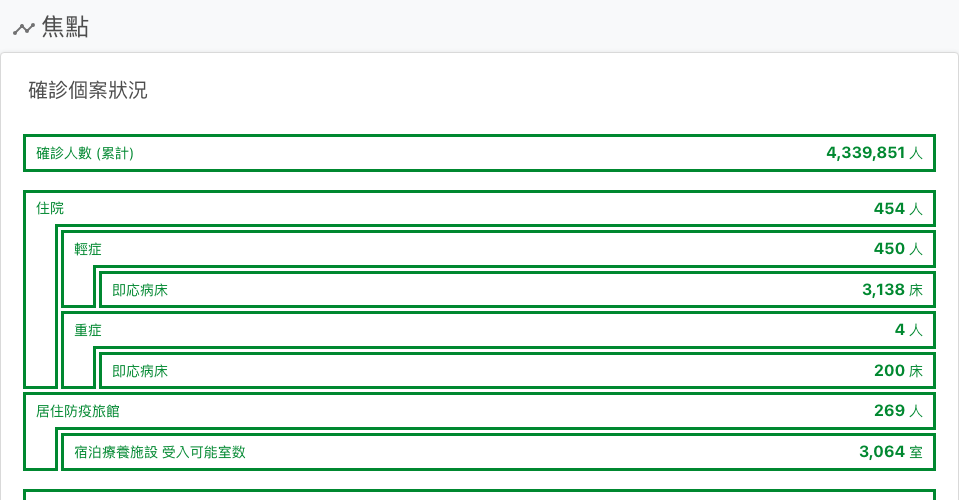 焦點
確診個案狀況
確診人數 (累計) 4,339,851 人
住院 454 人
輕症 450 人
即応病床 3,138 床
重症 4 人
即応病床 200 床
居住防疫旅館 269 人
宿泊療養施設 受入可能室数 3,064 室